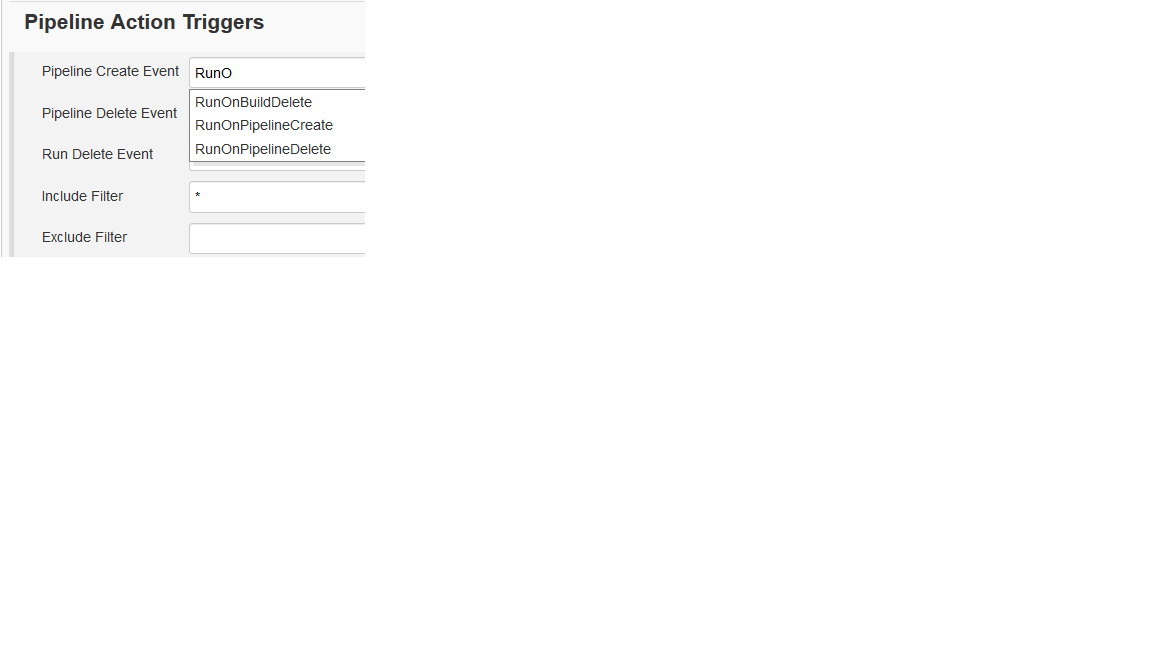 Pipeline Action Triggers
Pipeline Create Event RunO
RunOnBuildDelete
Pipeline Delete Event RunOnPipelineCreate
Run Delete Event RunOnPipelineDelete
Include Filter *
Exclude Filter